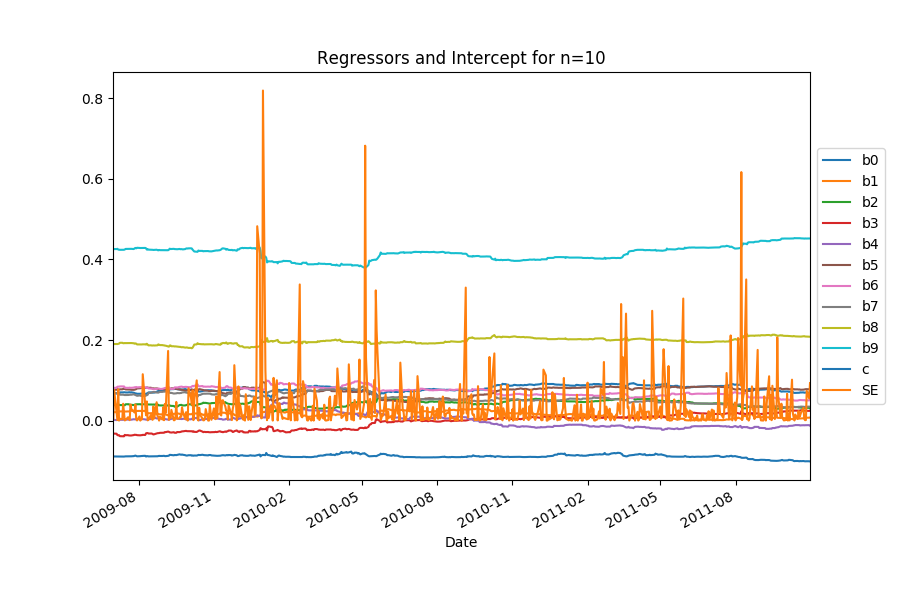 Regressors and Intercept for n=10
0.8
0.6
0.4
0.2
0.0
2009-08
2009-11
2010-02
2010-05
2010-08
2010-11
2011-02
2011-05
2011-08
Date
b0
b1
b2
b3
b4
b5
b6
b7
b8
b9
c
SE